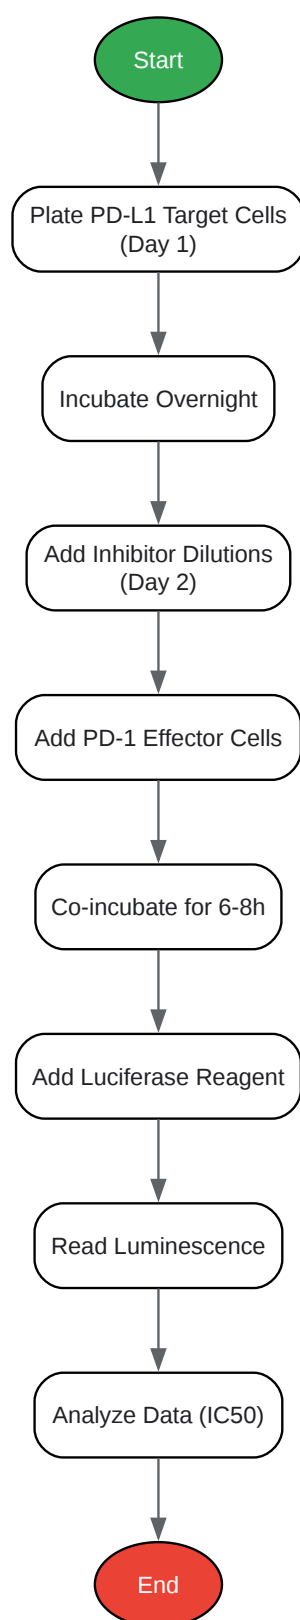 Start
Plate PD-L1 Target Cells
(Day 1)
Incubate Overnight
Add Inhibitor Dilutions
(Day 2)
Add PD-1 Effector Cells
Co-incubate for 6-8h
Add Luciferase Reagent
Read Luminescence
Analyze Data (IC50)
End